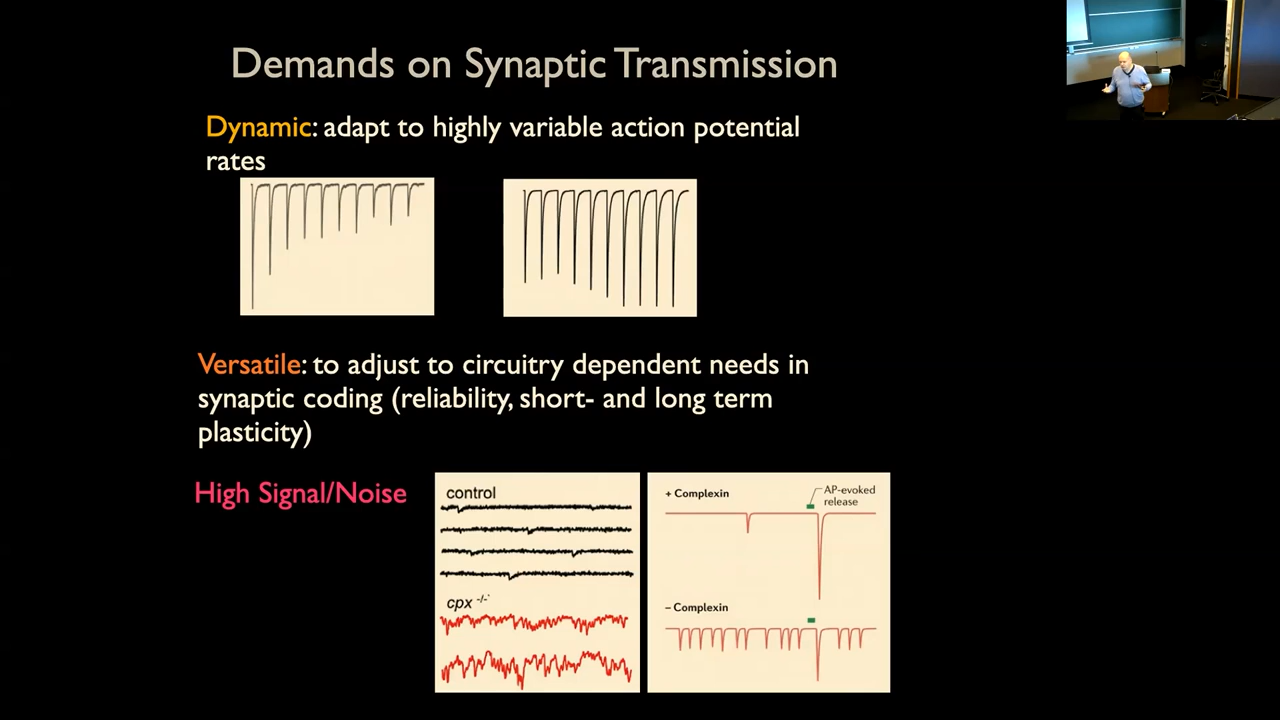 Demands on Synaptic Transmission
Dynamic: adapt to highly variable action potential
rates
Versatile: to adjust to circuitry dependent needs in
synaptic coding (reliability, short- and long term
plasticity)
High Signal/Noise
control
cpx -/-
+ Complexin
AP-evoked
release
– Complexin